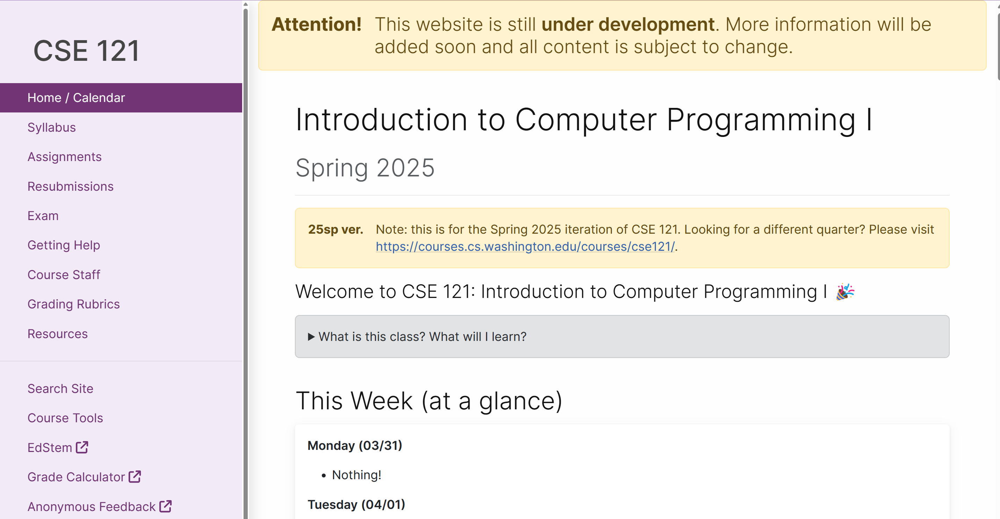 CSE 121
Home / Calendar
Syllabus
Assignments
Resubmissions
Exam
Getting Help
Course Staff
Grading Rubrics
Resources
Search Site
Course Tools
EdStem
Grade Calculator
Anonymous Feedback
Attention! This website is still under development. More information will be
added soon and all content is subject to change.
Introduction to Computer Programming I
Spring 2025
25sp ver. Note: this is for the Spring 2025 iteration of CSE 121. Looking for a different quarter? Please visit
https://courses.cs.washington.edu/courses/cse121/.
Welcome to CSE 121: Introduction to Computer Programming I 🎉
▶ What is this class? What will I learn?
This Week (at a glance)
Monday (03/31)
• Nothing!
Tuesday (04/01)